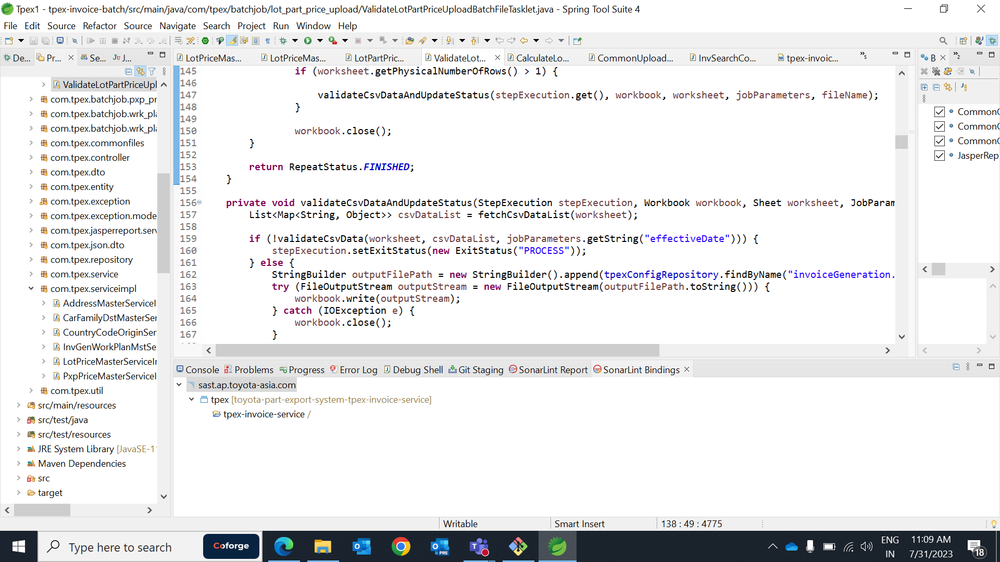 Tpex1 - tpex-invoice-batch/src/main/java/com/tpex/batchjob/lot_part_price_upload/ValidateLotPartPriceUploadBatchFileTasklet.java - Spring Tool Suite 4
File Edit Source Refactor Source Navigate Search Project Run Window Help
De... Pr... Se... J...
LotPriceMas... LotPriceMas... LotPartPric... ValidateLot... CalculateLo... CommonUpload... InvSearchCo... tpex-invoic... »5
B »2
ValidateLotPartPriceUpl
com.tpex.batchjob.pxp_pr
com.tpex.batchjob.wrk_pla
com.tpex.batchjob.wrk_pla
com.tpex.commonfiles
com.tpex.controller
com.tpex.dto
com.tpex.entity
com.tpex.exception
com.tpex.exception.mode
com.tpex.jasperreport.serv
com.tpex.json.dto
com.tpex.repository
com.tpex.service
com.tpex.serviceimpl
AddressMasterServiceI
CarFamilyDstMasterSer
CountryCodeOriginSer
InvGenWorkPlanMstSe
LotPriceMasterServiceIr
PxpPriceMasterServiceI
com.tpex.util
src/main/resources
src/test/java
src/test/resources
JRE System Library [JavaSE-1
Maven Dependencies
src
target
145 if (worksheet.getPhysicalNumberOfRows() > 1) {
146
147 validateCsvDataAndUpdateStatus(stepExecution.get(), workbook, worksheet, jobParameters, fileName);
148 }
149
150 workbook.close();
151 }
152
153 return RepeatStatus.FINISHED;
154 }
155
156 private void validateCsvDataAndUpdateStatus(StepExecution stepExecution, Workbook workbook, Sheet worksheet, JobParam
157 List<Map<String, Object>> csvDataList = fetchCsvDataList(worksheet);
158
159 if (!validateCsvData(worksheet, csvDataList, jobParameters.getString("effectiveDate"))) {
160 stepExecution.setExitStatus(new ExitStatus("PROCESS"));
161 } else {
162 StringBuilder outputFilePath = new StringBuilder().append(tpexConfigRepository.findByName("invoiceGeneration.
163 try (FileOutputStream outputStream = new FileOutputStream(outputFilePath.toString())) {
164 workbook.write(outputStream);
165 } catch (IOException e) {
166 workbook.close();
167 }
CommonC
CommonC
CommonC
JasperRep
Console Problems Progress Error Log Debug Shell Git Staging SonarLint Report SonarLint Bindings
sast.ap.toyota-asia.com
tpex [toyota-part-export-system-tpex-invoice-service]
tpex-invoice-service /
Writable Smart Insert 138 : 49 : 4775
Type here to search Coforge
ENG
IN
11:09 AM
7/31/2023
18